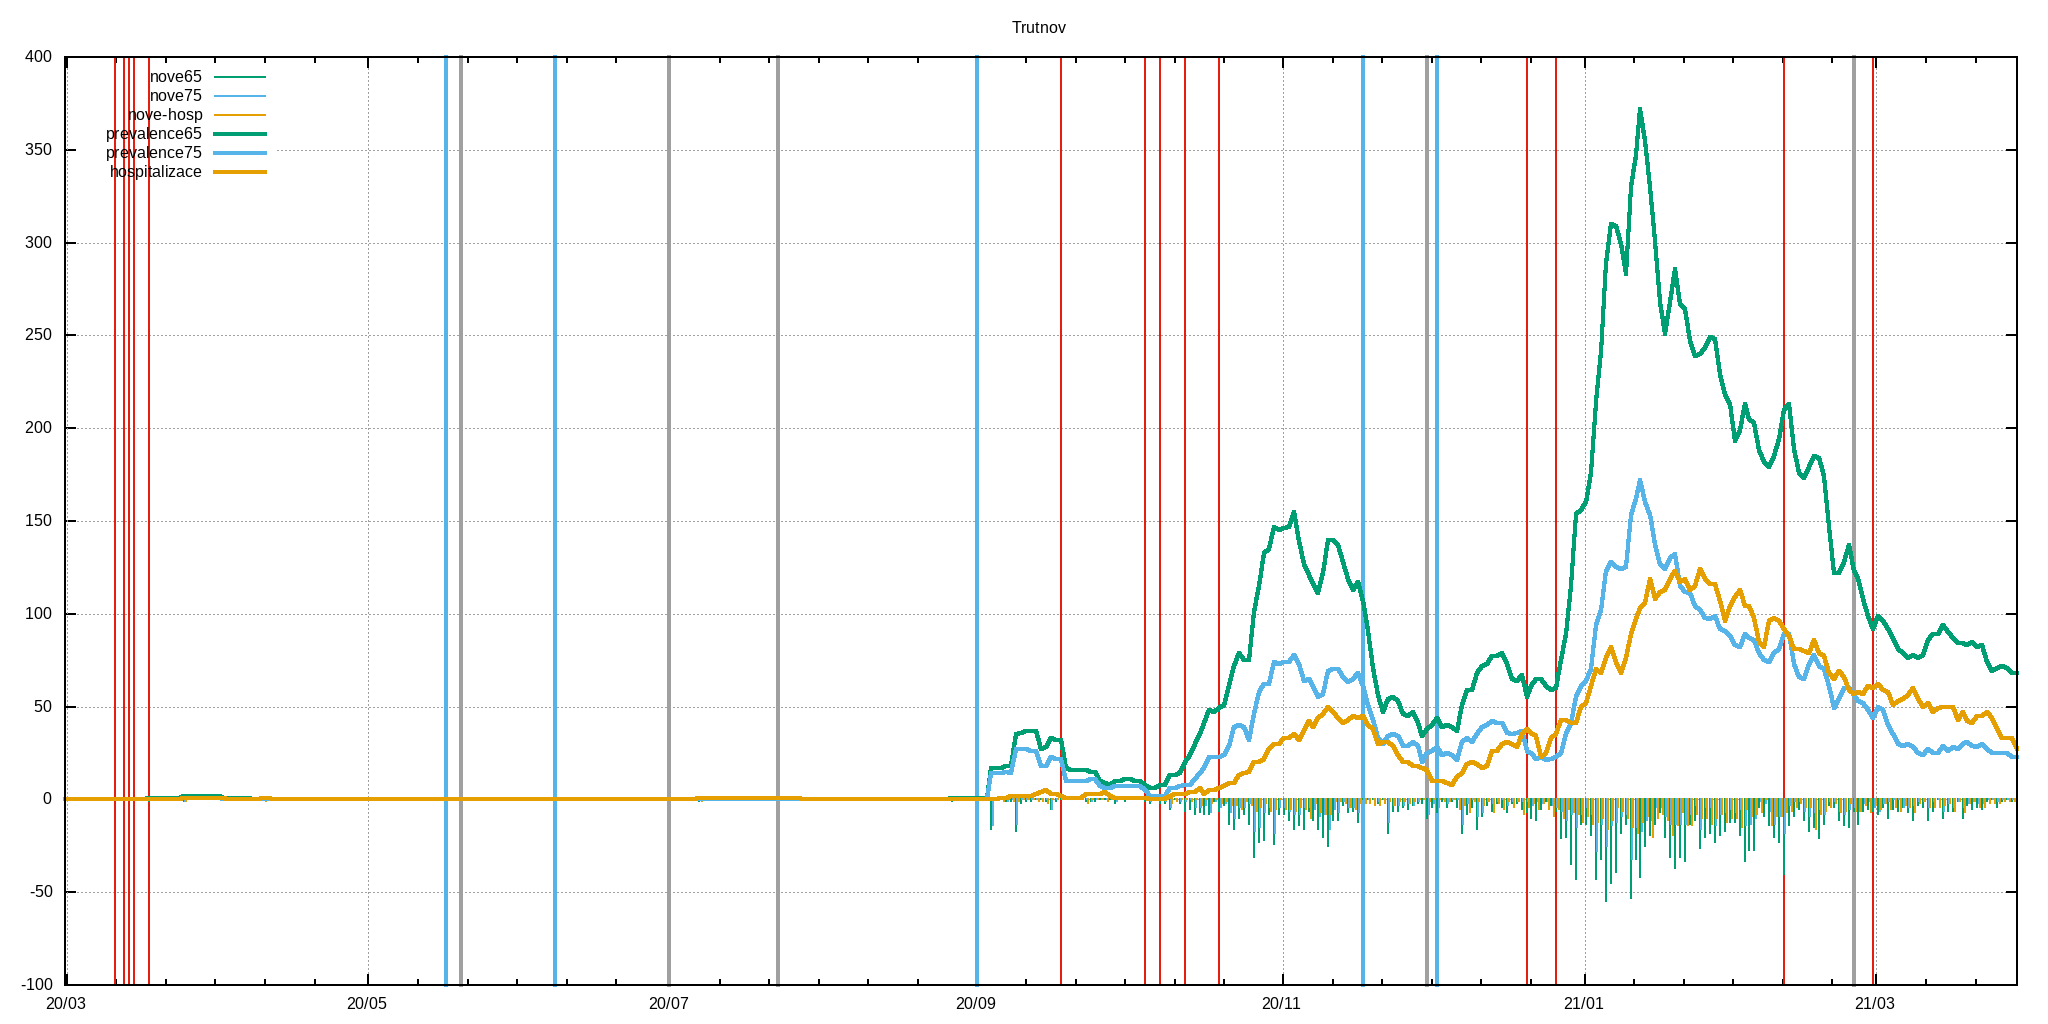 Trutnov
400
350
300
250
200
150
100
50
0
-50
-100
nove65
nove75
nove-hosp
prevalence65
prevalence75
hospitalizace
20/03 20/05 20/07 20/09 20/11 21/01 21/03